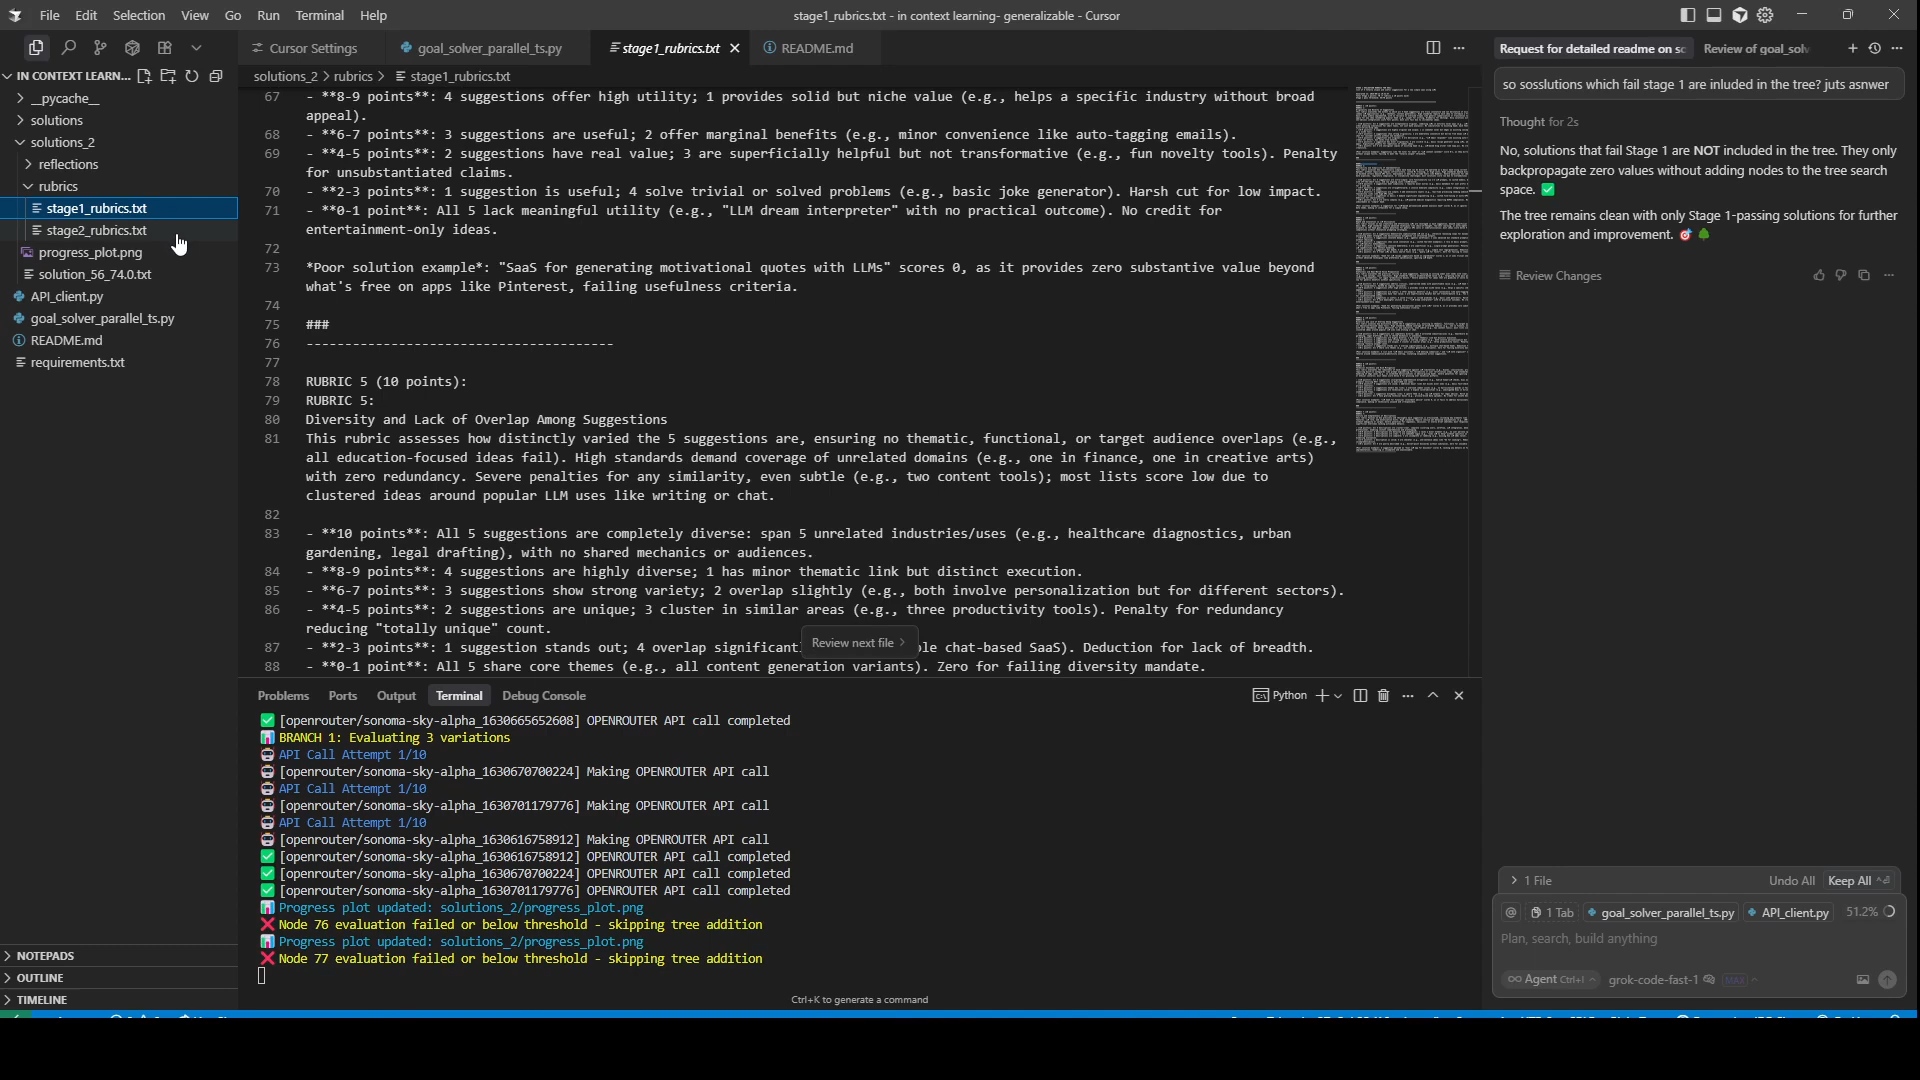 File Edit Selection View Go Run Terminal Help
stage1_rubrics.txt - in context learning- generalizable - Cursor
IN CONTEXT LEARN...
__pycache__
solutions
solutions_2
reflections
rubrics
stage1_rubrics.txt
stage2_rubrics.txt
progress_plot.png
solution_56_74.0.txt
API_client.py
goal_solver_parallel_ts.py
README.md
requirements.txt
NOTEPADS
OUTLINE
TIMELINE
Cursor Settings goal_solver_parallel_ts.py stage1_rubrics.txt README.md
solutions_2 > rubrics > stage1_rubrics.txt
67 - **8-9 points**: 4 suggestions offer high utility; 1 provides solid but niche value (e.g., helps a specific industry without broad
appeal).
68 - **6-7 points**: 3 suggestions are useful; 2 offer marginal benefits (e.g., minor convenience like auto-tagging emails).
69 - **4-5 points**: 2 suggestions have real value; 3 are superficially helpful but not transformative (e.g., fun novelty tools). Penalty
for unsubstantiated claims.
70 - **2-3 points**: 1 suggestion is useful; 4 solve trivial or solved problems (e.g., basic joke generator). Harsh cut for low impact.
71 - **0-1 point**: All 5 lack meaningful utility (e.g., "LLM dream interpreter" with no practical outcome). No credit for
entertainment-only ideas.
72
73 *Poor solution example*: "SaaS for generating motivational quotes with LLMs" scores 0, as it provides zero substantive value beyond
what's free on apps like Pinterest, failing usefulness criteria.
74
75 ###
76 ----------------------------------------
77
78 RUBRIC 5 (10 points):
79 RUBRIC 5:
80 Diversity and Lack of Overlap Among Suggestions
81 This rubric assesses how distinctly varied the 5 suggestions are, ensuring no thematic, functional, or target audience overlaps (e.g.,
all education-focused ideas fail). High standards demand coverage of unrelated domains (e.g., one in finance, one in creative arts)
with zero redundancy. Severe penalties for any similarity, even subtle (e.g., two content tools); most lists score low due to
clustered ideas around popular LLM uses like writing or chat.
82
83 - **10 points**: All 5 suggestions are completely diverse: span 5 unrelated industries/uses (e.g., healthcare diagnostics, urban
gardening, legal drafting), with no shared mechanics or audiences.
84 - **8-9 points**: 4 suggestions are highly diverse; 1 has minor thematic link but distinct execution.
85 - **6-7 points**: 3 suggestions show strong variety; 2 overlap slightly (e.g., both involve personalization but for different sectors).
86 - **4-5 points**: 2 suggestions are unique; 3 cluster in similar areas (e.g., three productivity tools). Penalty for redundancy
reducing "totally unique" count.
87 - **2-3 points**: 1 suggestion stands out; 4 overlap significant chat-based SaaS). Deduction for lack of breadth.
Review next file >
88 - **0-1 point**: All 5 share core themes (e.g., all content generation variants). Zero for failing diversity mandate.
Problems Ports Output Terminal Debug Console
Python
✅ [openrouter/sonoma-sky-alpha_1630665652608] OPENROUTER API call completed
📊 BRANCH 1: Evaluating 3 variations
🤖 API Call Attempt 1/10
🤖 [openrouter/sonoma-sky-alpha_1630670700224] Making OPENROUTER API call
🤖 API Call Attempt 1/10
🤖 [openrouter/sonoma-sky-alpha_1630701179776] Making OPENROUTER API call
🤖 API Call Attempt 1/10
🤖 [openrouter/sonoma-sky-alpha_1630616758912] Making OPENROUTER API call
✅ [openrouter/sonoma-sky-alpha_1630616758912] OPENROUTER API call completed
✅ [openrouter/sonoma-sky-alpha_1630670700224] OPENROUTER API call completed
✅ [openrouter/sonoma-sky-alpha_1630701179776] OPENROUTER API call completed
📊 Progress plot updated: solutions_2/progress_plot.png
❌ Node 76 evaluation failed or below threshold - skipping tree addition
📊 Progress plot updated: solutions_2/progress_plot.png
❌ Node 77 evaluation failed or below threshold - skipping tree addition
Ctrl+K to generate a command
Request for detailed readme on sc Review of goal_solv
so sosslutions which fail stage 1 are inluded in the tree? juts asnwer
Thought for 2s
No, solutions that fail Stage 1 are NOT included in the tree. They only
backpropagate zero values without adding nodes to the tree search
space. ✅
The tree remains clean with only Stage 1-passing solutions for further
exploration and improvement. 🎯 🌳
Review Changes
> 1 File Undo All Keep All
@ 1 Tab goal_solver_parallel_ts.py API_client.py 51.2%
Plan, search, build anything
Agent Ctrl+I grok-code-fast-1 MAX